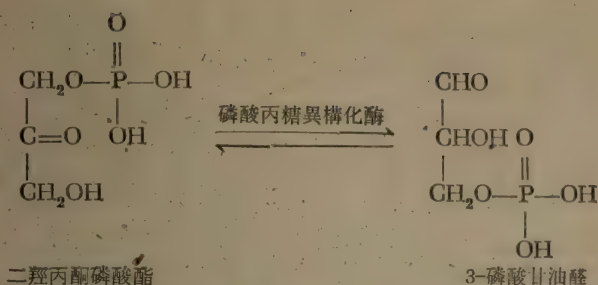 O
CH₂O—P—OH
C=O OH
CH₂OH
磷酸丙糖異構化酶
CHO
CHOH O
CH₂O—P—OH
OH
二羥丙酮磷酸酯
3-磷酸甘油醛